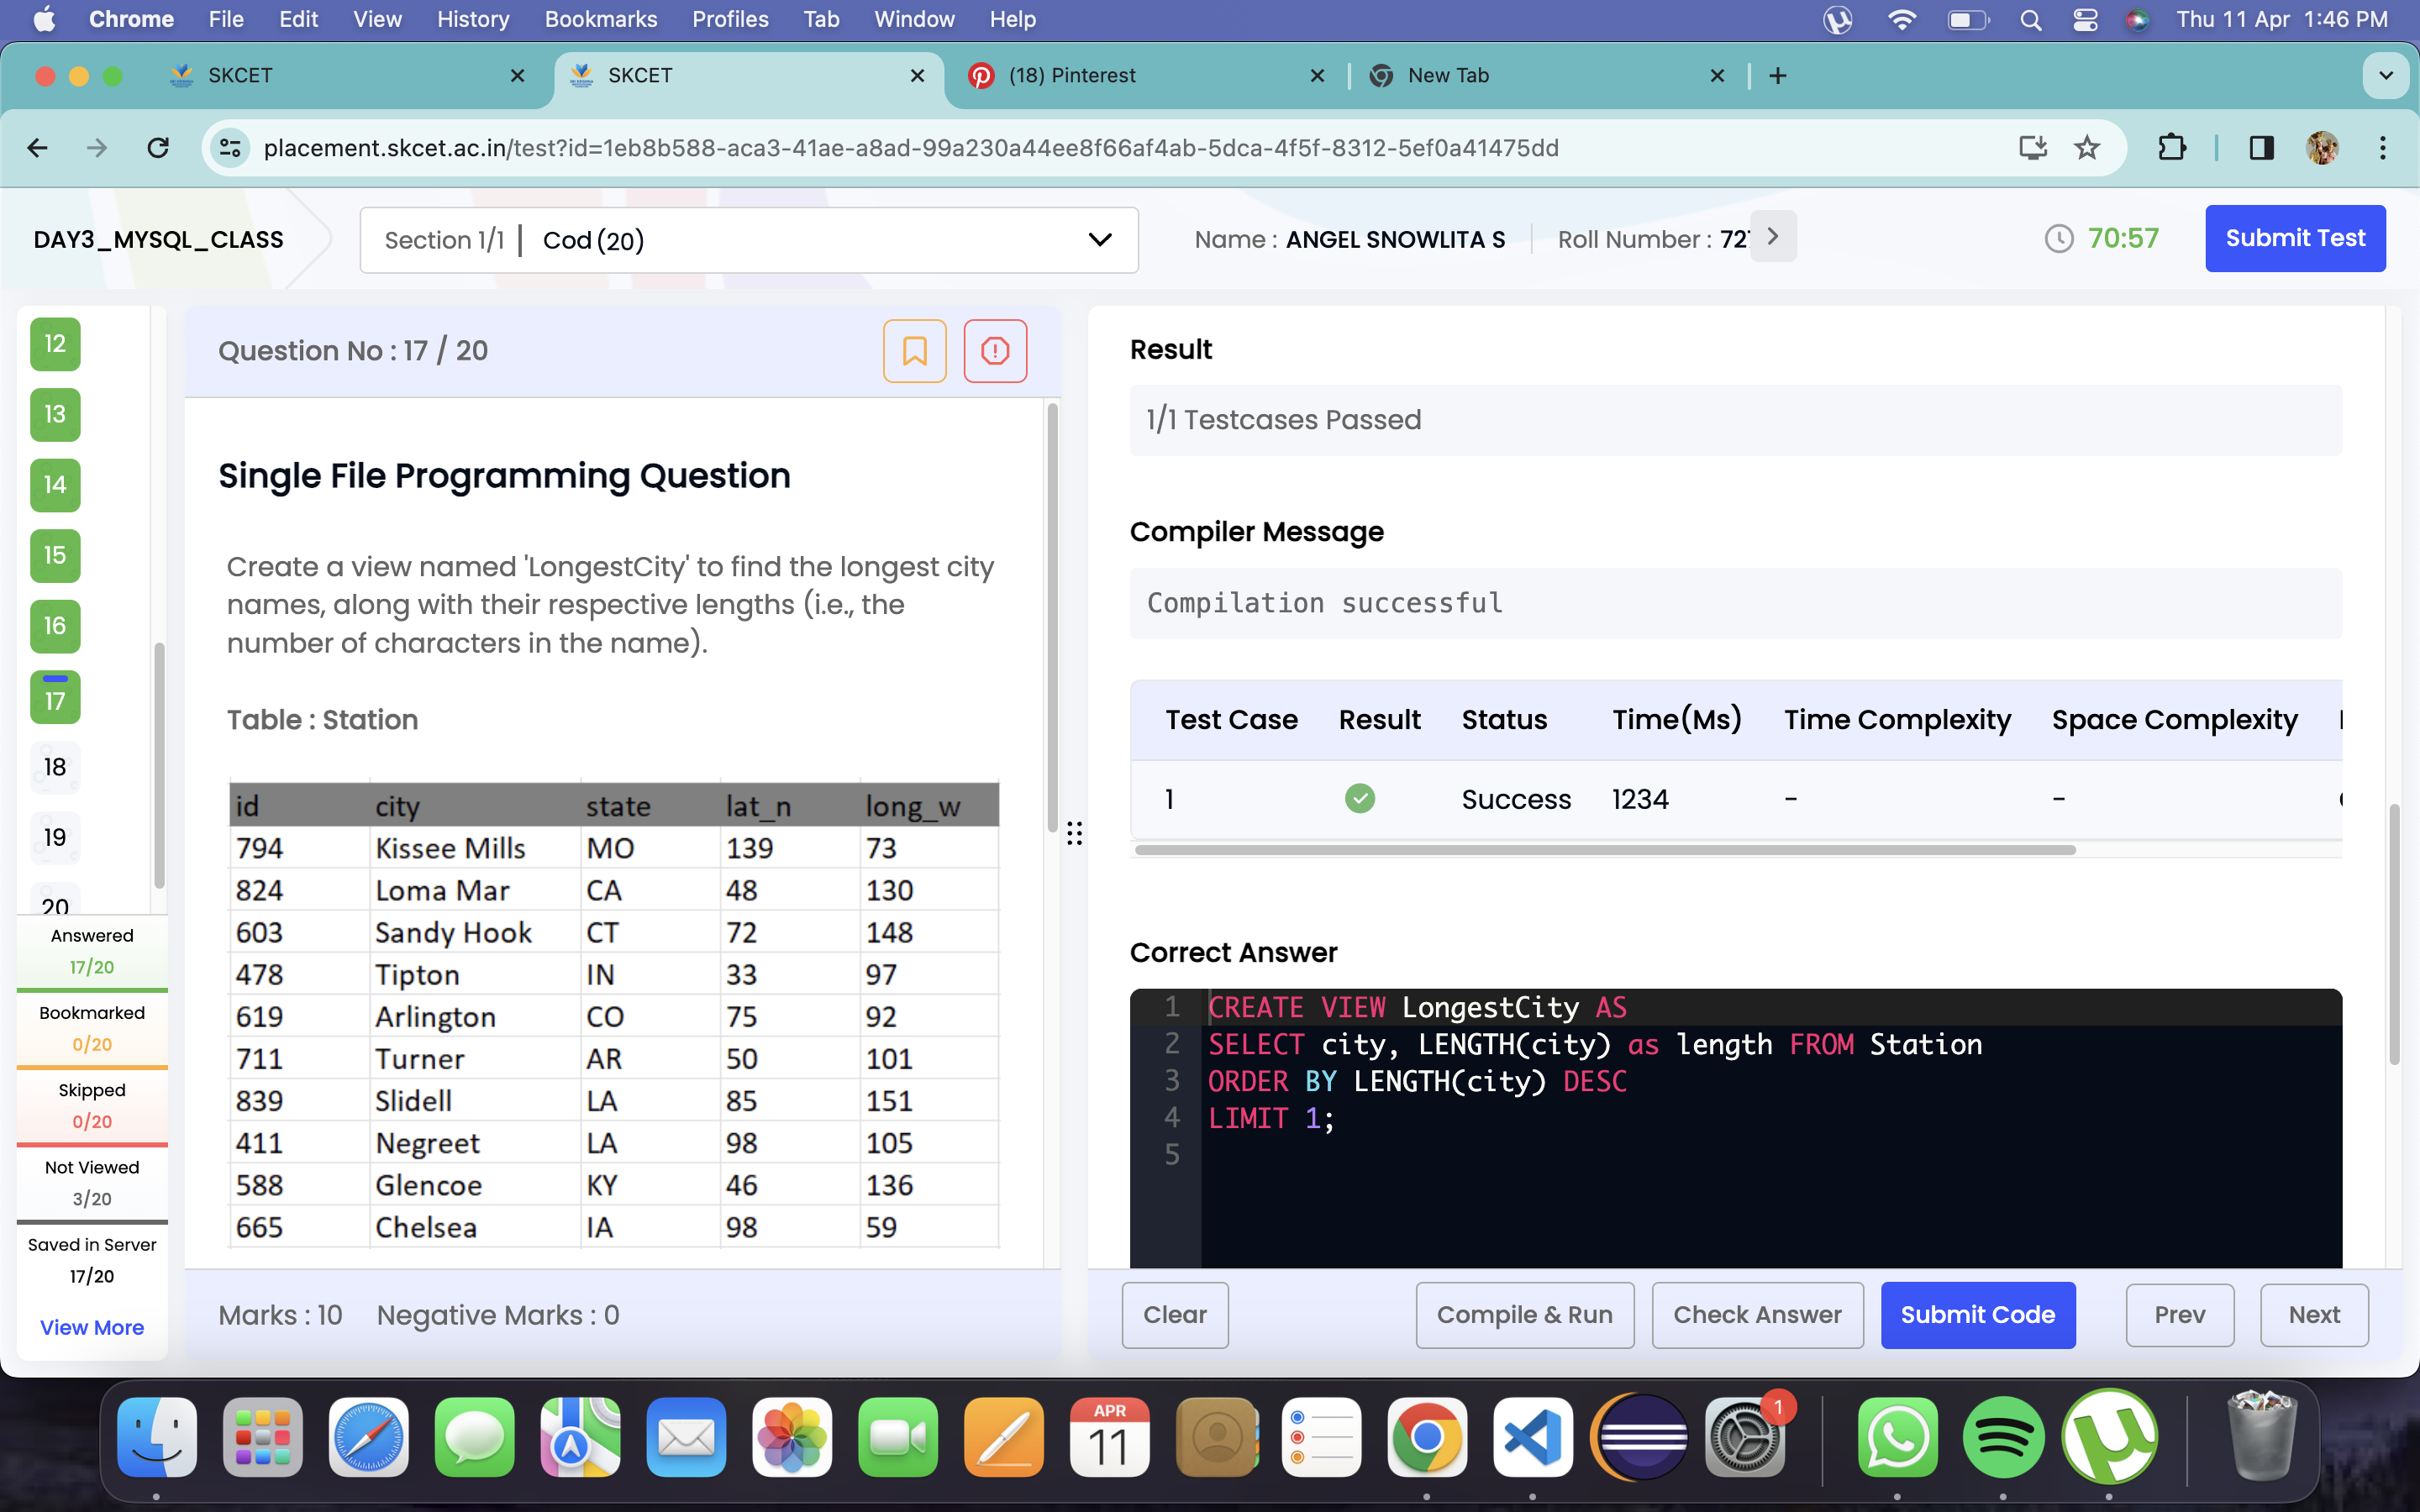 Chrome File Edit View History Bookmarks Profiles Tab Window Help Thu 11 Apr 1:46 PM
SKCET SKCET (18) Pinterest New Tab
placement.skcet.ac.in/test?id=1eb8b588-aca3-41ae-a8ad-99a230a44ee8f66af4ab-5dca-4f5f-8312-5ef0a41475dd
DAY3_MYSQL_CLASS Section 1/1 | Cod (20) Name : ANGEL SNOWLITA S Roll Number : 727 70:57 Submit Test
12
13
14
15
16
17
18
19
20
Answered
17/20
Bookmarked
0/20
Skipped
0/20
Not Viewed
3/20
Saved in Server
17/20
View More
Question No : 17 / 20
Single File Programming Question
Create a view named 'LongestCity' to find the longest city
names, along with their respective lengths (i.e., the
number of characters in the name).
Table : Station
id city state lat_n long_w
794 Kissee Mills MO 139 73
824 Loma Mar CA 48 130
603 Sandy Hook CT 72 148
478 Tipton IN 33 97
619 Arlington CO 75 92
711 Turner AR 50 101
839 Slidell LA 85 151
411 Negreet LA 98 105
588 Glencoe KY 46 136
665 Chelsea IA 98 59
Marks : 10 Negative Marks : 0
Result
1/1 Testcases Passed
Compiler Message
Compilation successful
Test Case Result Status Time(Ms) Time Complexity Space Complexity
1 Success 1234 - -
Correct Answer
1 CREATE VIEW LongestCity AS
2 SELECT city, LENGTH(city) as length FROM Station
3 ORDER BY LENGTH(city) DESC
4 LIMIT 1;
5
Clear Compile & Run Check Answer Submit Code Prev Next
APR
11
1